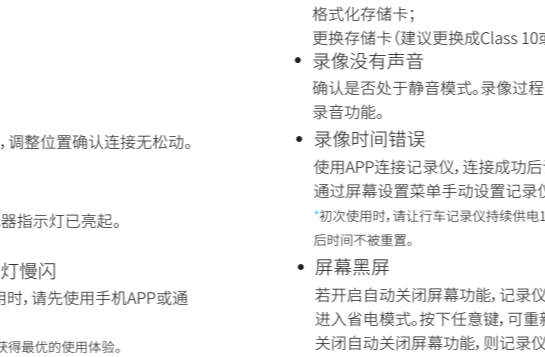 ,调整位置确认连接无松动。
器指示灯已亮起。
灯慢闪
用时,请先使用手机APP或通
获得最优的使用体验。
格式化存储卡;
更换存储卡(建议更换成Class 10或
• 录像没有声音
确认是否处于静音模式。录像过程
录音功能。
• 录像时间错误
使用APP连接记录仪,连接成功后
通过屏幕设置菜单手动设置记录仪
*初次使用时,请让行车记录仪持续供电1
后时间不被重置。
• 屏幕黑屏
若开启自动关闭屏幕功能,记录仪
进入省电模式。按下任意键,可重新
关闭自动关闭屏幕功能,则记录仪